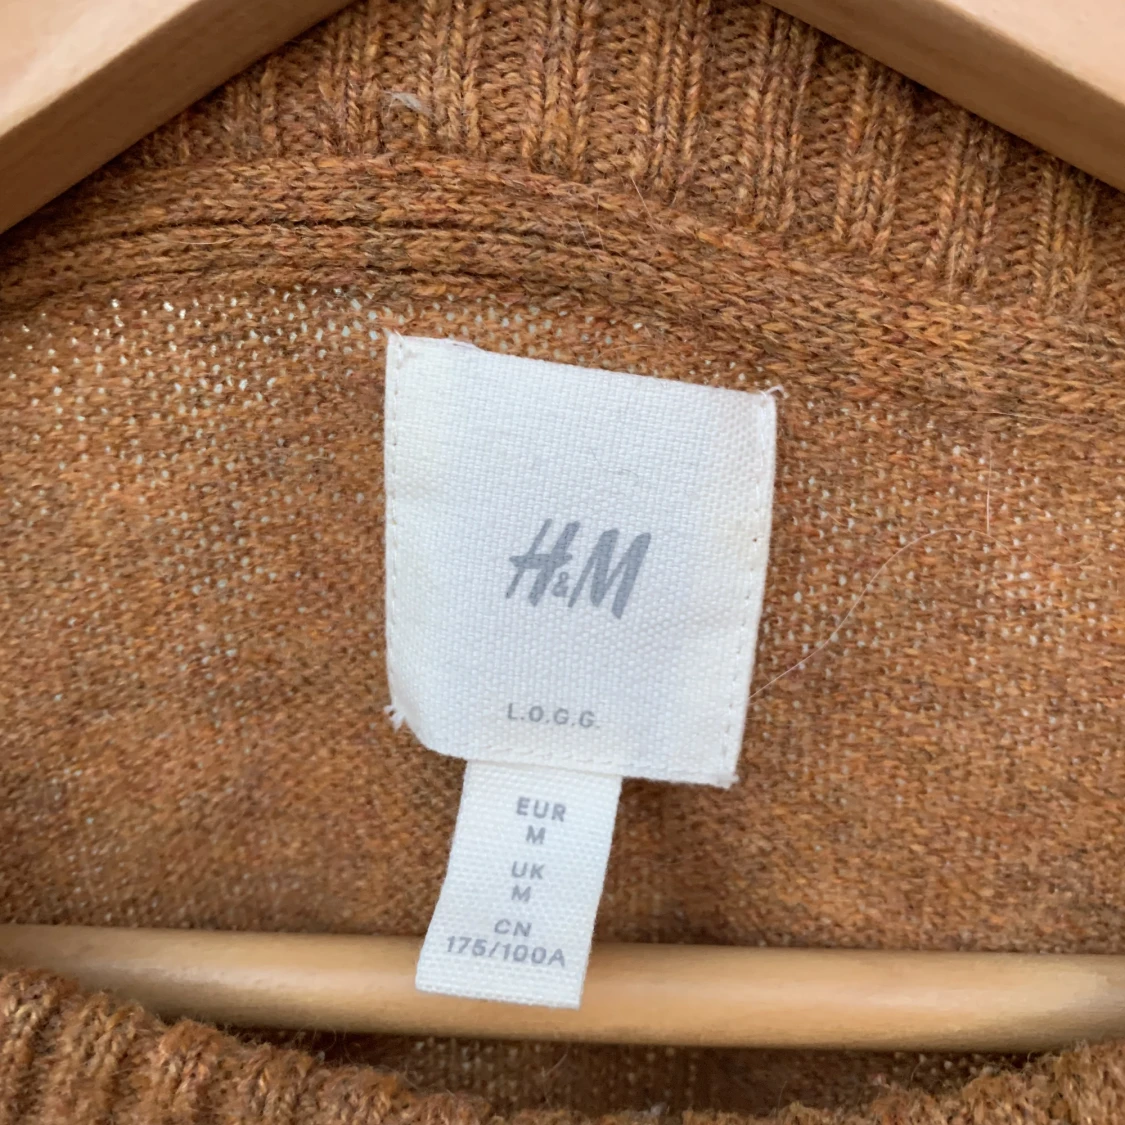 H&M
L.O.G.G.
EUR
M
UK
M
CN
175/100A